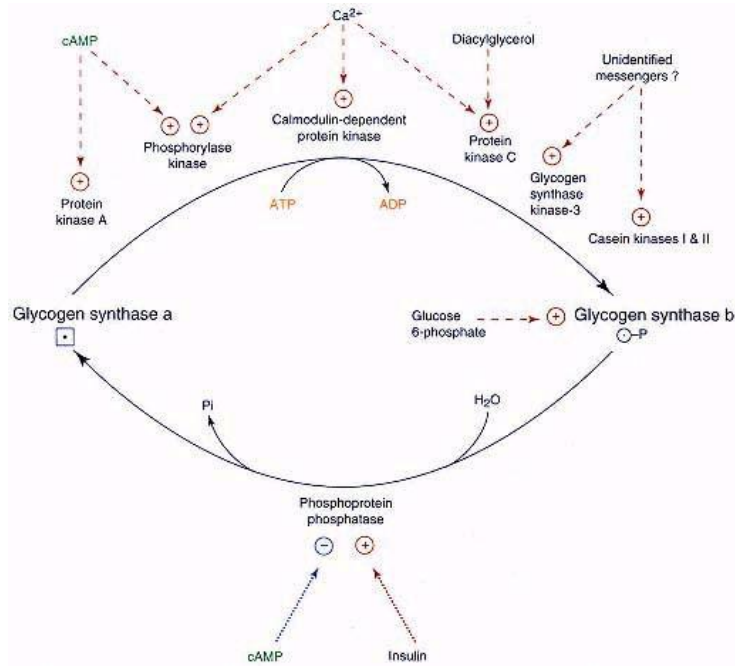 Ca2+
cAMP
Diacylglycerol
Unidentified
messengers ?
+
+
+
Calmodulin-dependent
protein kinase
+
Phosphorylase
kinase
Protein
kinase C
+
Glycogen
synthase
kinase-3
+
Protein
kinase A
+
Casein kinases I & II
ATP
ADP
Glycogen synthase a
Glucose
6-phosphate
+
Glycogen synthase b
-P
Pi
H2O
Phosphoprotein
phosphatase
− +
cAMP
Insulin